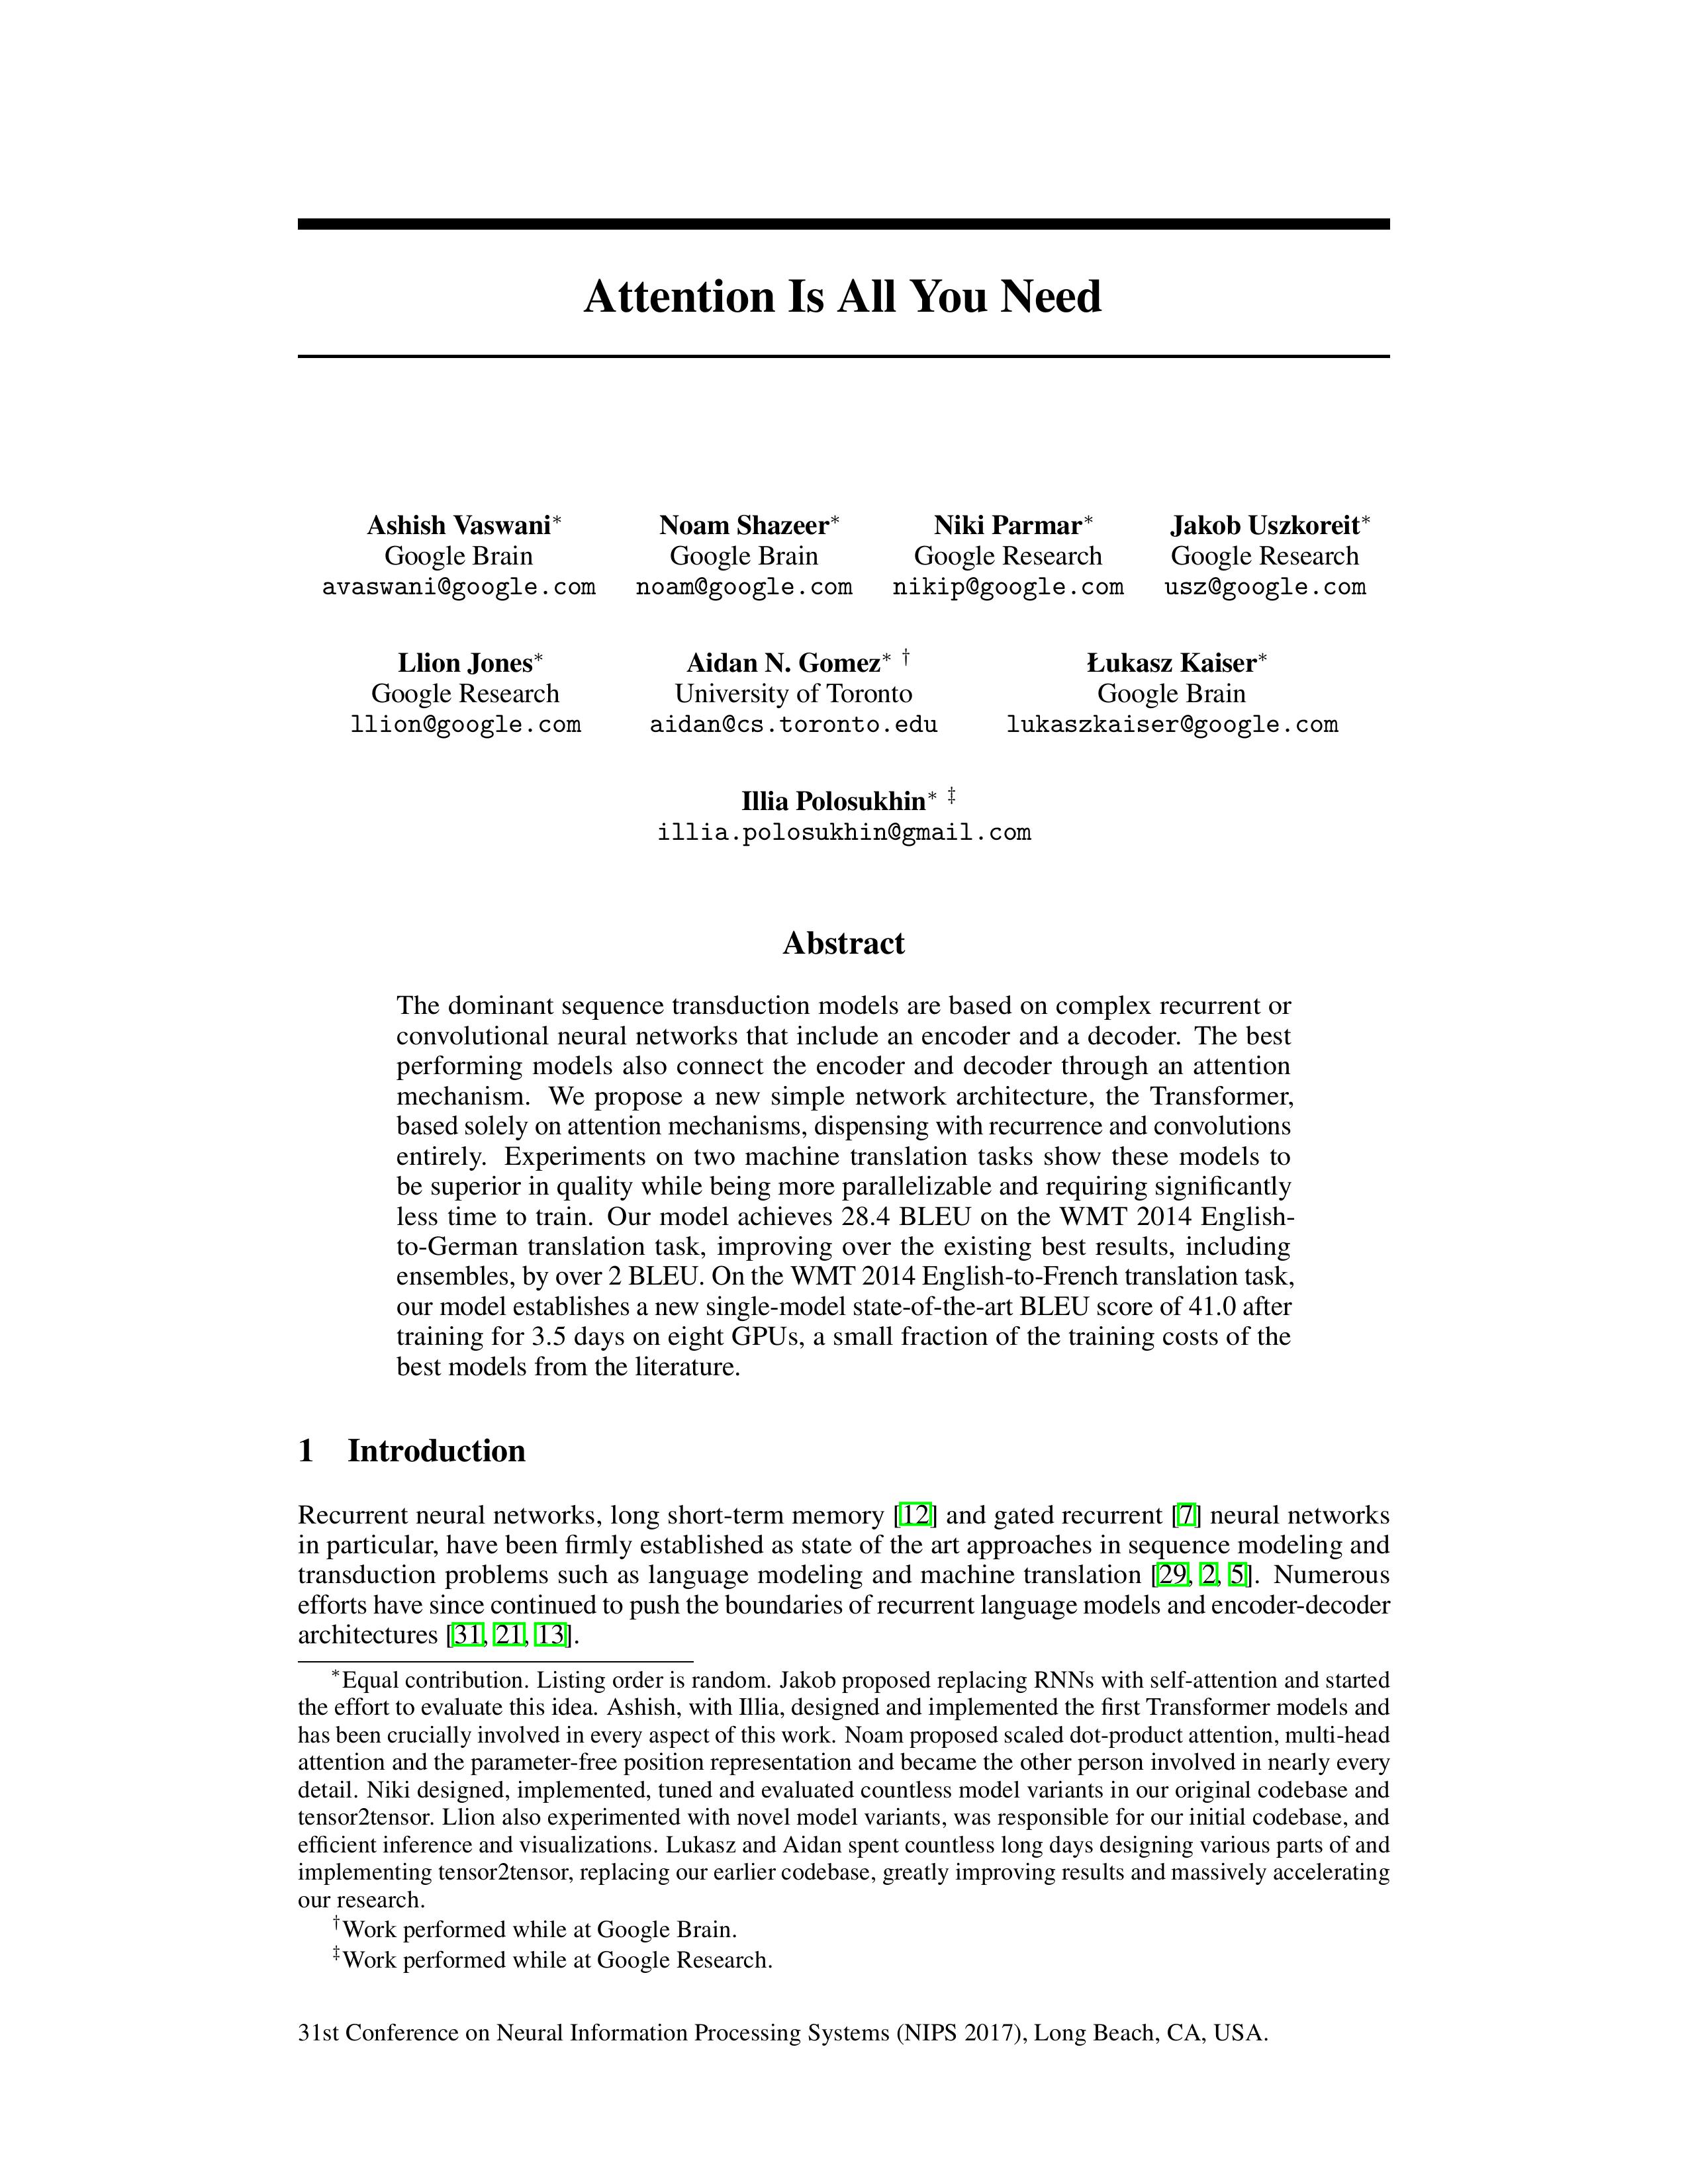 Attention Is All You Need
Ashish Vaswani∗ Noam Shazeer∗ Niki Parmar∗ Jakob Uszkoreit∗
Google Brain Google Brain Google Research Google Research
avaswani@google.com noam@google.com nikip@google.com usz@google.com
Llion Jones∗ Aidan N. Gomez∗ † Łukasz Kaiser∗
Google Research University of Toronto Google Brain
llion@google.com aidan@cs.toronto.edu lukaszkaiser@google.com
Illia Polosukhin∗ ‡
illia.polosukhin@gmail.com
Abstract
The dominant sequence transduction models are based on complex recurrent or
convolutional neural networks that include an encoder and a decoder. The best
performing models also connect the encoder and decoder through an attention
mechanism. We propose a new simple network architecture, the Transformer,
based solely on attention mechanisms, dispensing with recurrence and convolutions
entirely. Experiments on two machine translation tasks show these models to
be superior in quality while being more parallelizable and requiring significantly
less time to train. Our model achieves 28.4 BLEU on the WMT 2014 English-
to-German translation task, improving over the existing best results, including
ensembles, by over 2 BLEU. On the WMT 2014 English-to-French translation task,
our model establishes a new single-model state-of-the-art BLEU score of 41.0 after
training for 3.5 days on eight GPUs, a small fraction of the training costs of the
best models from the literature.
1 Introduction
Recurrent neural networks, long short-term memory [12] and gated recurrent [7] neural networks
in particular, have been firmly established as state of the art approaches in sequence modeling and
transduction problems such as language modeling and machine translation [29, 2, 5]. Numerous
efforts have since continued to push the boundaries of recurrent language models and encoder-decoder
architectures [31, 21, 13].
∗Equal contribution. Listing order is random. Jakob proposed replacing RNNs with self-attention and started
the effort to evaluate this idea. Ashish, with Illia, designed and implemented the first Transformer models and
has been crucially involved in every aspect of this work. Noam proposed scaled dot-product attention, multi-head
attention and the parameter-free position representation and became the other person involved in nearly every
detail. Niki designed, implemented, tuned and evaluated countless model variants in our original codebase and
tensor2tensor. Llion also experimented with novel model variants, was responsible for our initial codebase, and
efficient inference and visualizations. Lukasz and Aidan spent countless long days designing various parts of and
implementing tensor2tensor, replacing our earlier codebase, greatly improving results and massively accelerating
our research.
†Work performed while at Google Brain.
‡Work performed while at Google Research.
31st Conference on Neural Information Processing Systems (NIPS 2017), Long Beach, CA, USA.